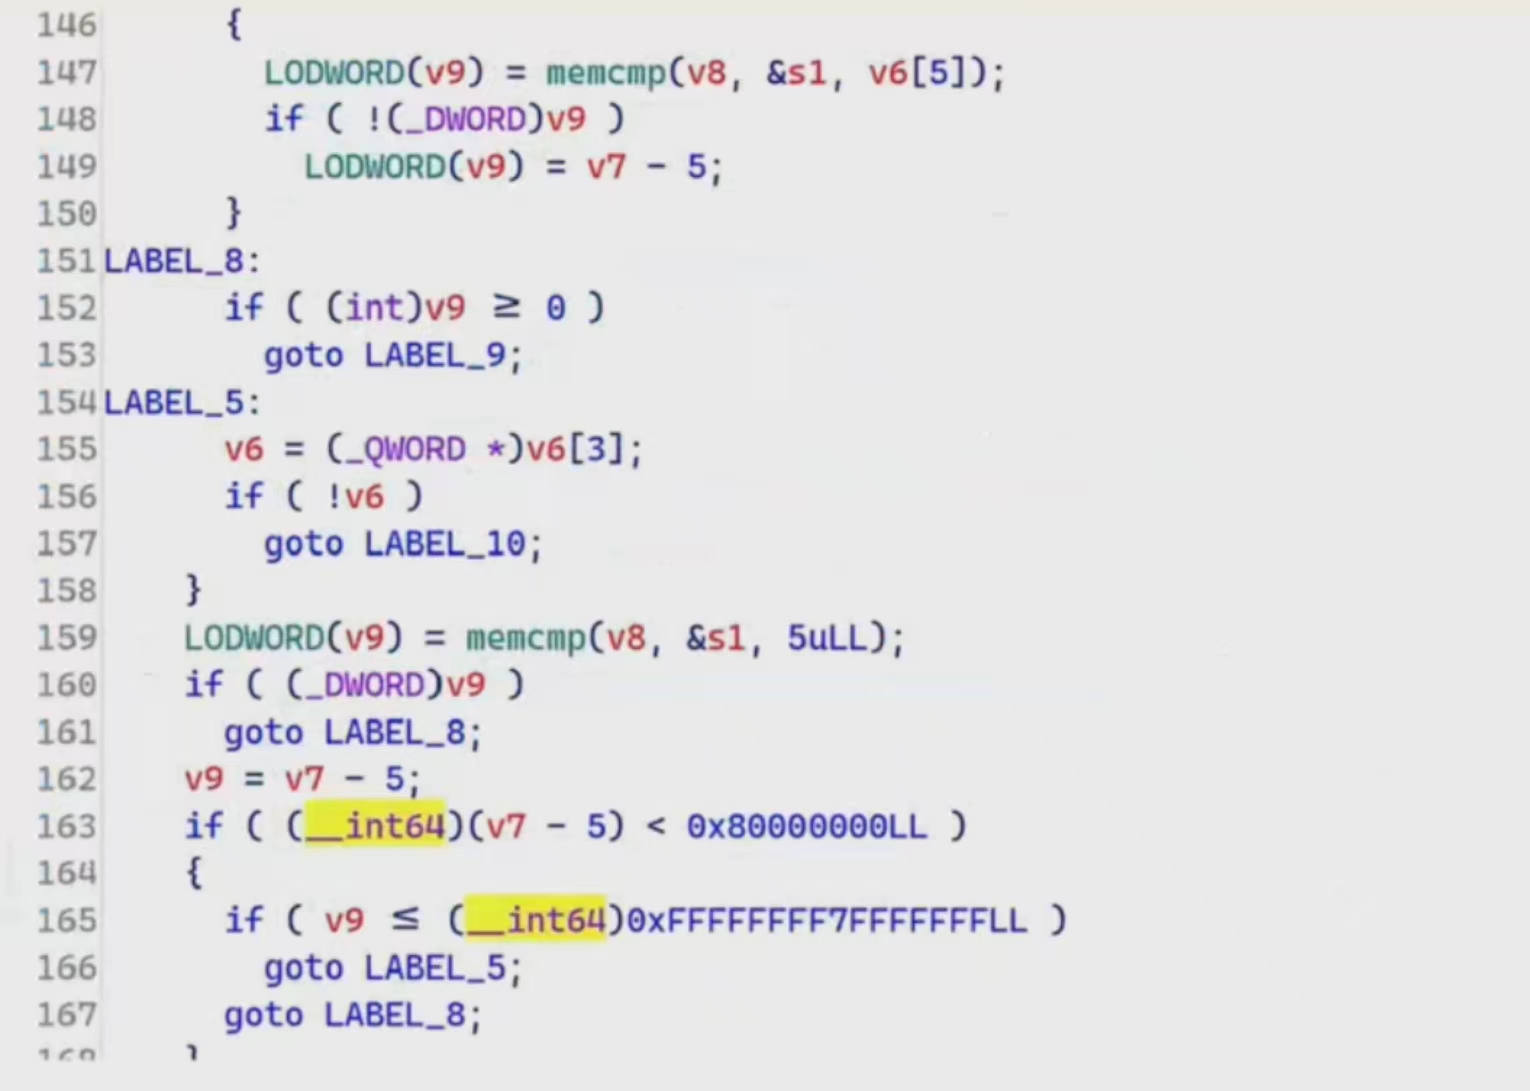 146 {
147 LODWORD(v9) = memcmp(v8, &s1, v6[5]);
148 if ( !(_DWORD)v9 )
149 LODWORD(v9) = v7 - 5;
150 }
151 LABEL_8:
152 if ( (int)v9 ≥ 0 )
153 goto LABEL_9;
154 LABEL_5:
155 v6 = (_QWORD *)v6[3];
156 if ( !v6 )
157 goto LABEL_10;
158 }
159 LODWORD(v9) = memcmp(v8, &s1, 5uLL);
160 if ( (_DWORD)v9 )
161 goto LABEL_8;
162 v9 = v7 - 5;
163 if ( (__int64)(v7 - 5) < 0x80000000LL )
164 {
165 if ( v9 ≤ (__int64)0xFFFFFFFF7FFFFFFFLL )
166 goto LABEL_5;
167 goto LABEL_8;
168 }